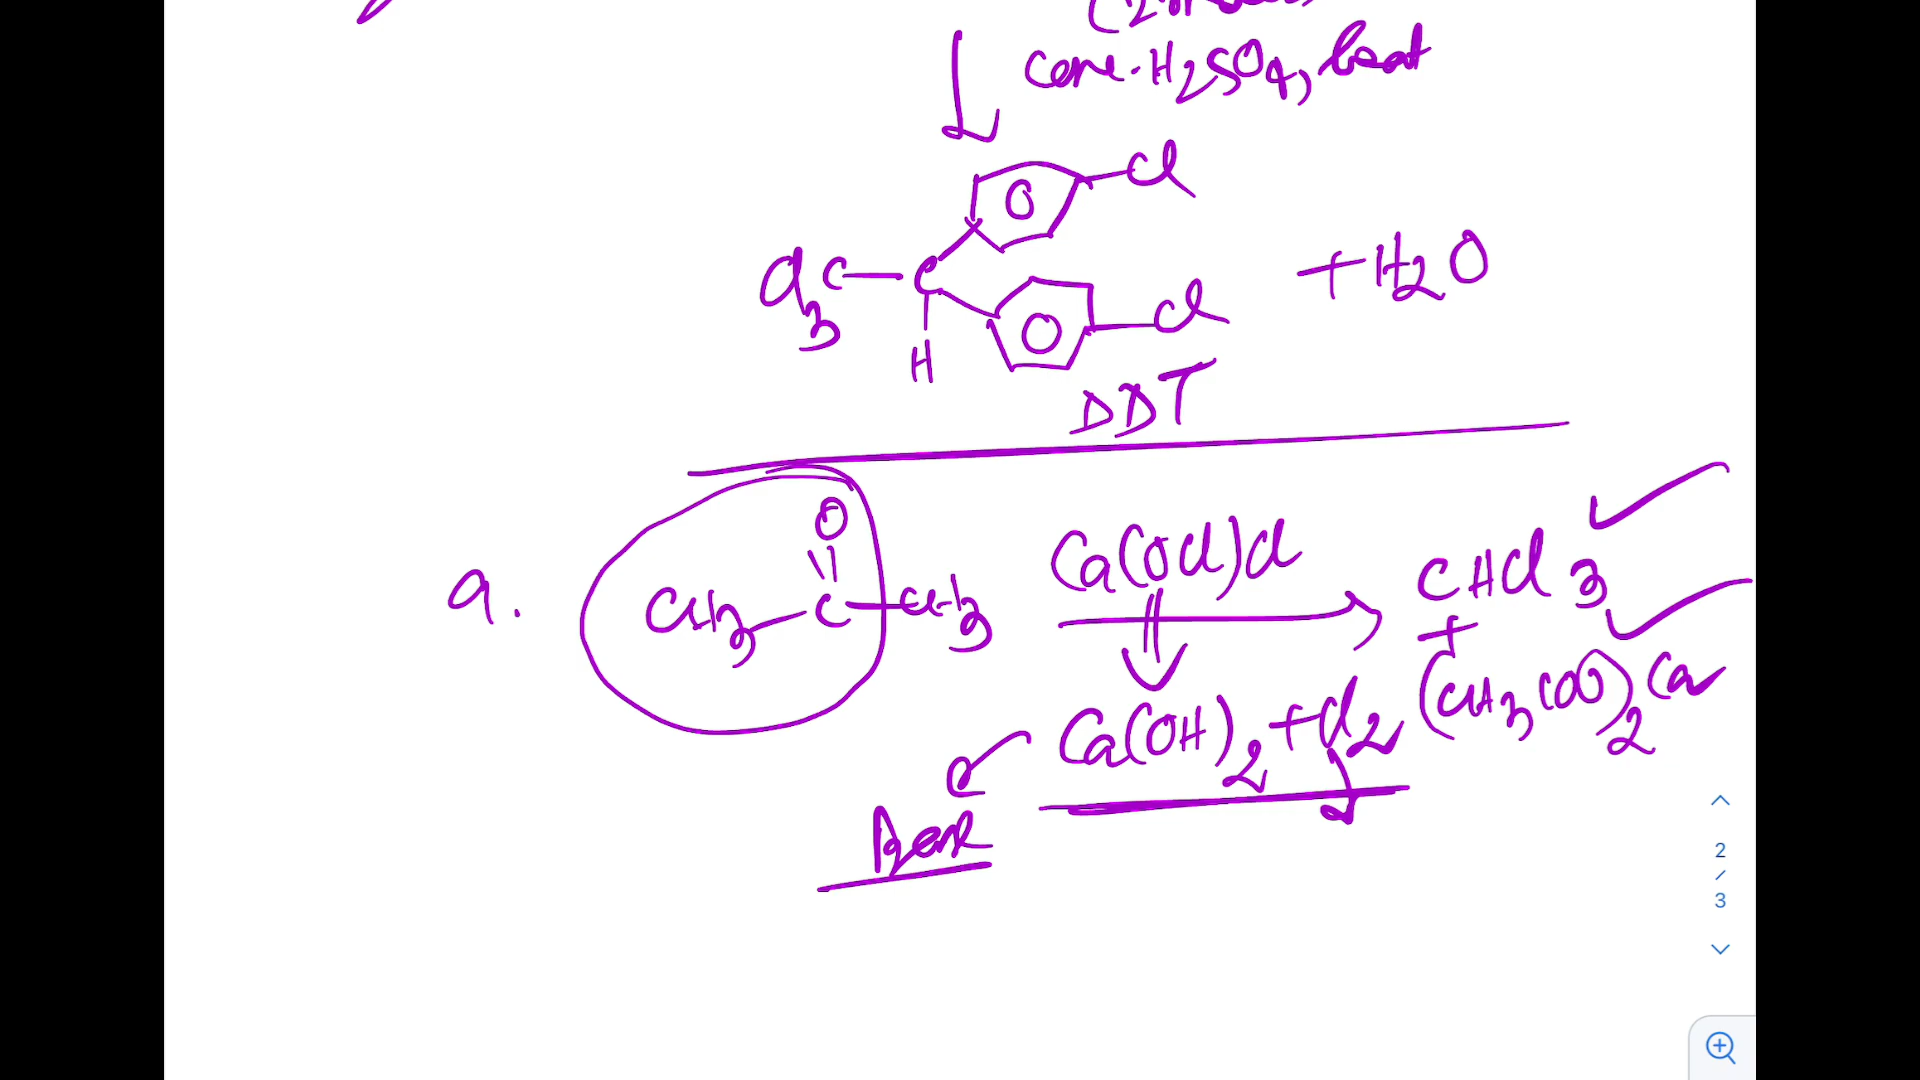 conc. H2SO4, heat
Cl
Cl3C — C
+ H2O
Cl
H
DDT
O
a. CH3 — C — CH3
Ca(OCl)Cl
CHCl3
+
(CH3COO)2Ca
Ca(OH)2 + Cl2
Base
2
/
3